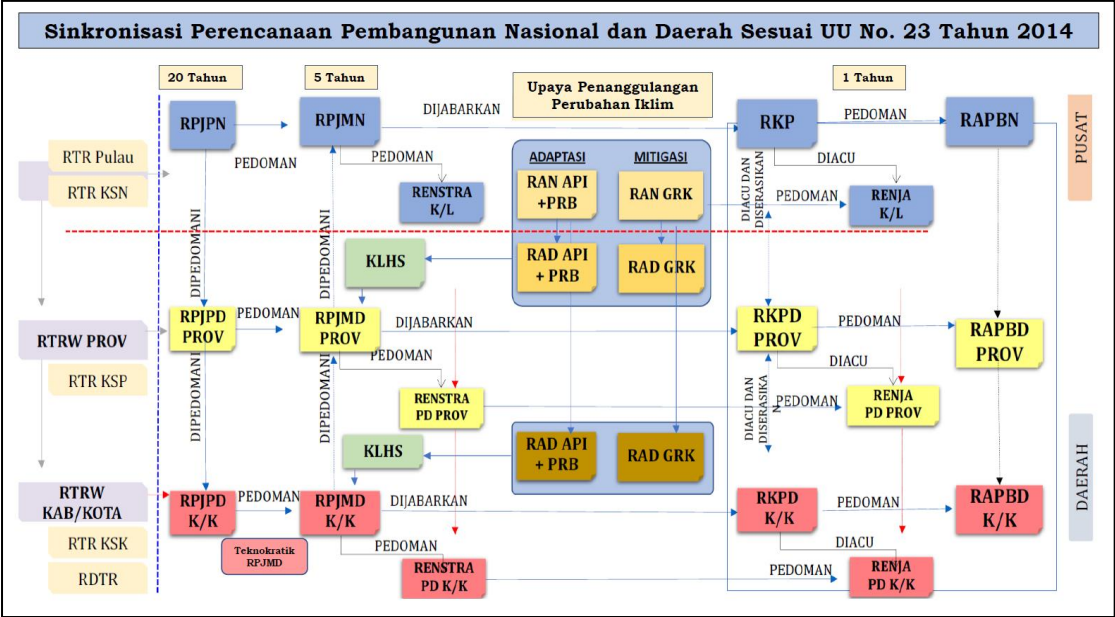 Sinkronisasi Perencanaan Pembangunan Nasional dan Daerah Sesuai UU No. 23 Tahun 2014
20 Tahun
5 Tahun
Upaya Penanggulangan
Perubahan Iklim
1 Tahun
RPJPN
PEDOMAN
RPJMN
DIJABARKAN
RKP
PEDOMAN
RAPBN
PUSAT
RTR Pulau
RTR KSN
PEDOMAN
RENSTRA
K/L
ADAPTASI
MITIGASI
RAN API
+PRB
RAN GRK
DIACU DAN
DISERASIKAN
DIACU
PEDOMAN
RENJA
K/L
DIPEDOMANI
DIPEDOMANI
KLHS
RAD API
+ PRB
RAD GRK
RTRW PROV
RTR KSP
RPJPD
PROV
PEDOMAN
RPJMD
PROV
DIJABARKAN
RKPD
PROV
PEDOMAN
RAPBD
PROV
DIPEDOMANI
DIPEDOMANI
PEDOMAN
RENSTRA
PD PROV
DIACU DAN
DISERASIKA
N
DIACU
PEDOMAN
RENJA
PD PROV
KLHS
RAD API
+ PRB
RAD GRK
DAERAH
RTRW
KAB/KOTA
RTR KSK
RDTR
RPJPD
K/K
PEDOMAN
RPJMD
K/K
DIJABARKAN
RKPD
K/K
PEDOMAN
RAPBD
K/K
Teknokratik
RPJMD
PEDOMAN
RENSTRA
PD K/K
DIACU
PEDOMAN
RENJA
PD K/K